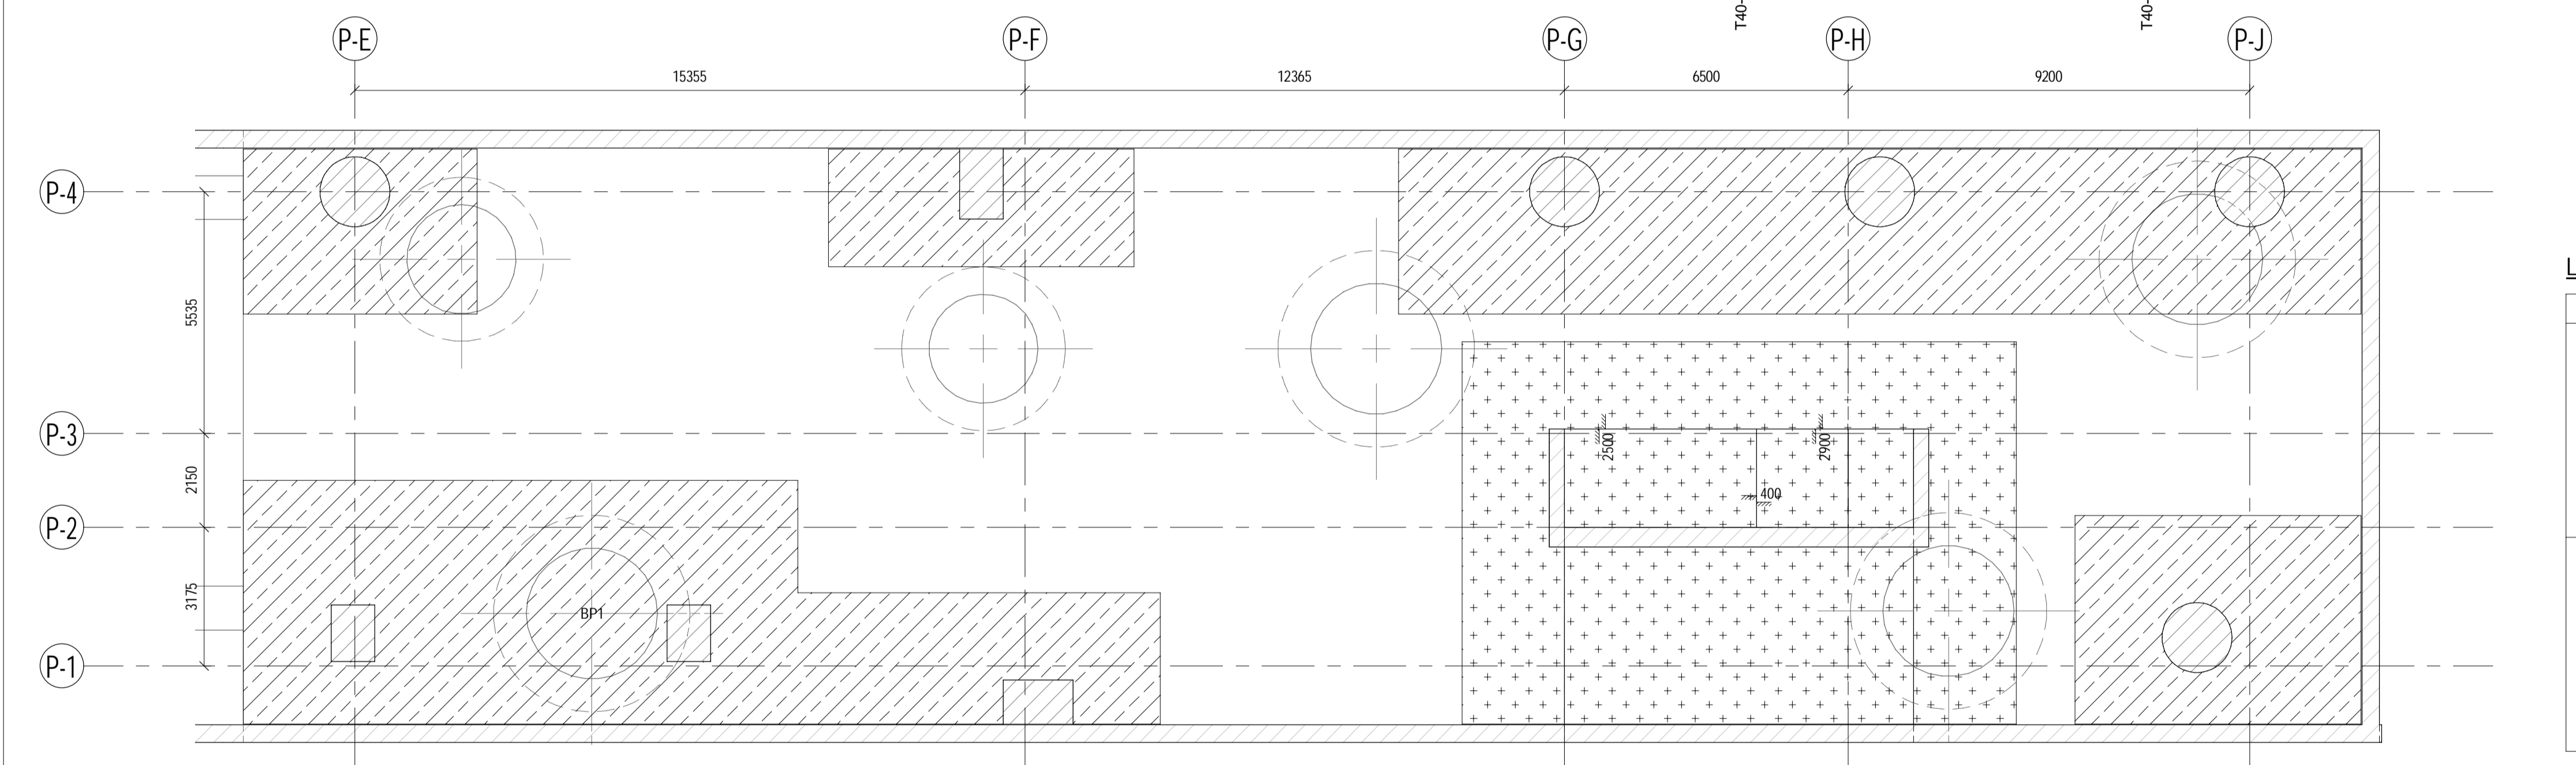 T40-
T40-
P-E
P-F
P-G
P-H
P-J
15355
12365
6500
9200
P-4
5535
P-3
2500
2900
2150
400
P-2
3175
BP1
P-1
L